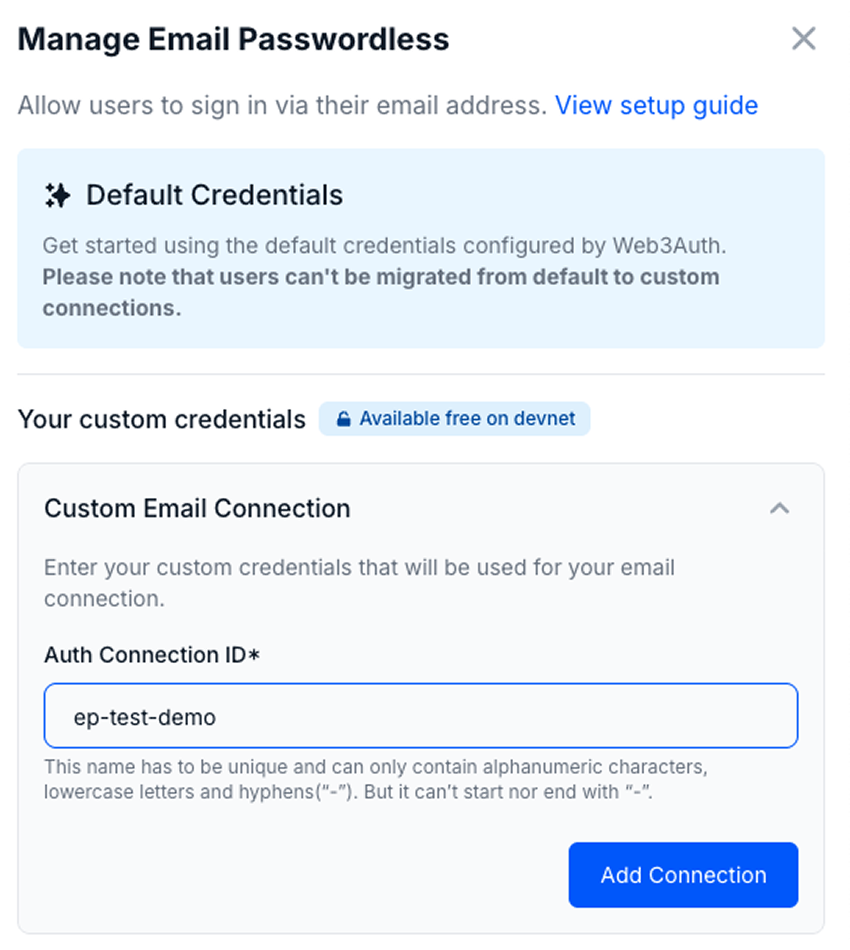 Manage Email Passwordless
Allow users to sign in via their email address. View setup guide
Default Credentials
Get started using the default credentials configured by Web3Auth.
Please note that users can't be migrated from default to custom
connections.
Your custom credentials Available free on devnet
Custom Email Connection
Enter your custom credentials that will be used for your email
connection.
Auth Connection ID*
ep-test-demo
This name has to be unique and can only contain alphanumeric characters,
lowercase letters and hyphens(“-”). But it can’t start nor end with “-”.
Add Connection